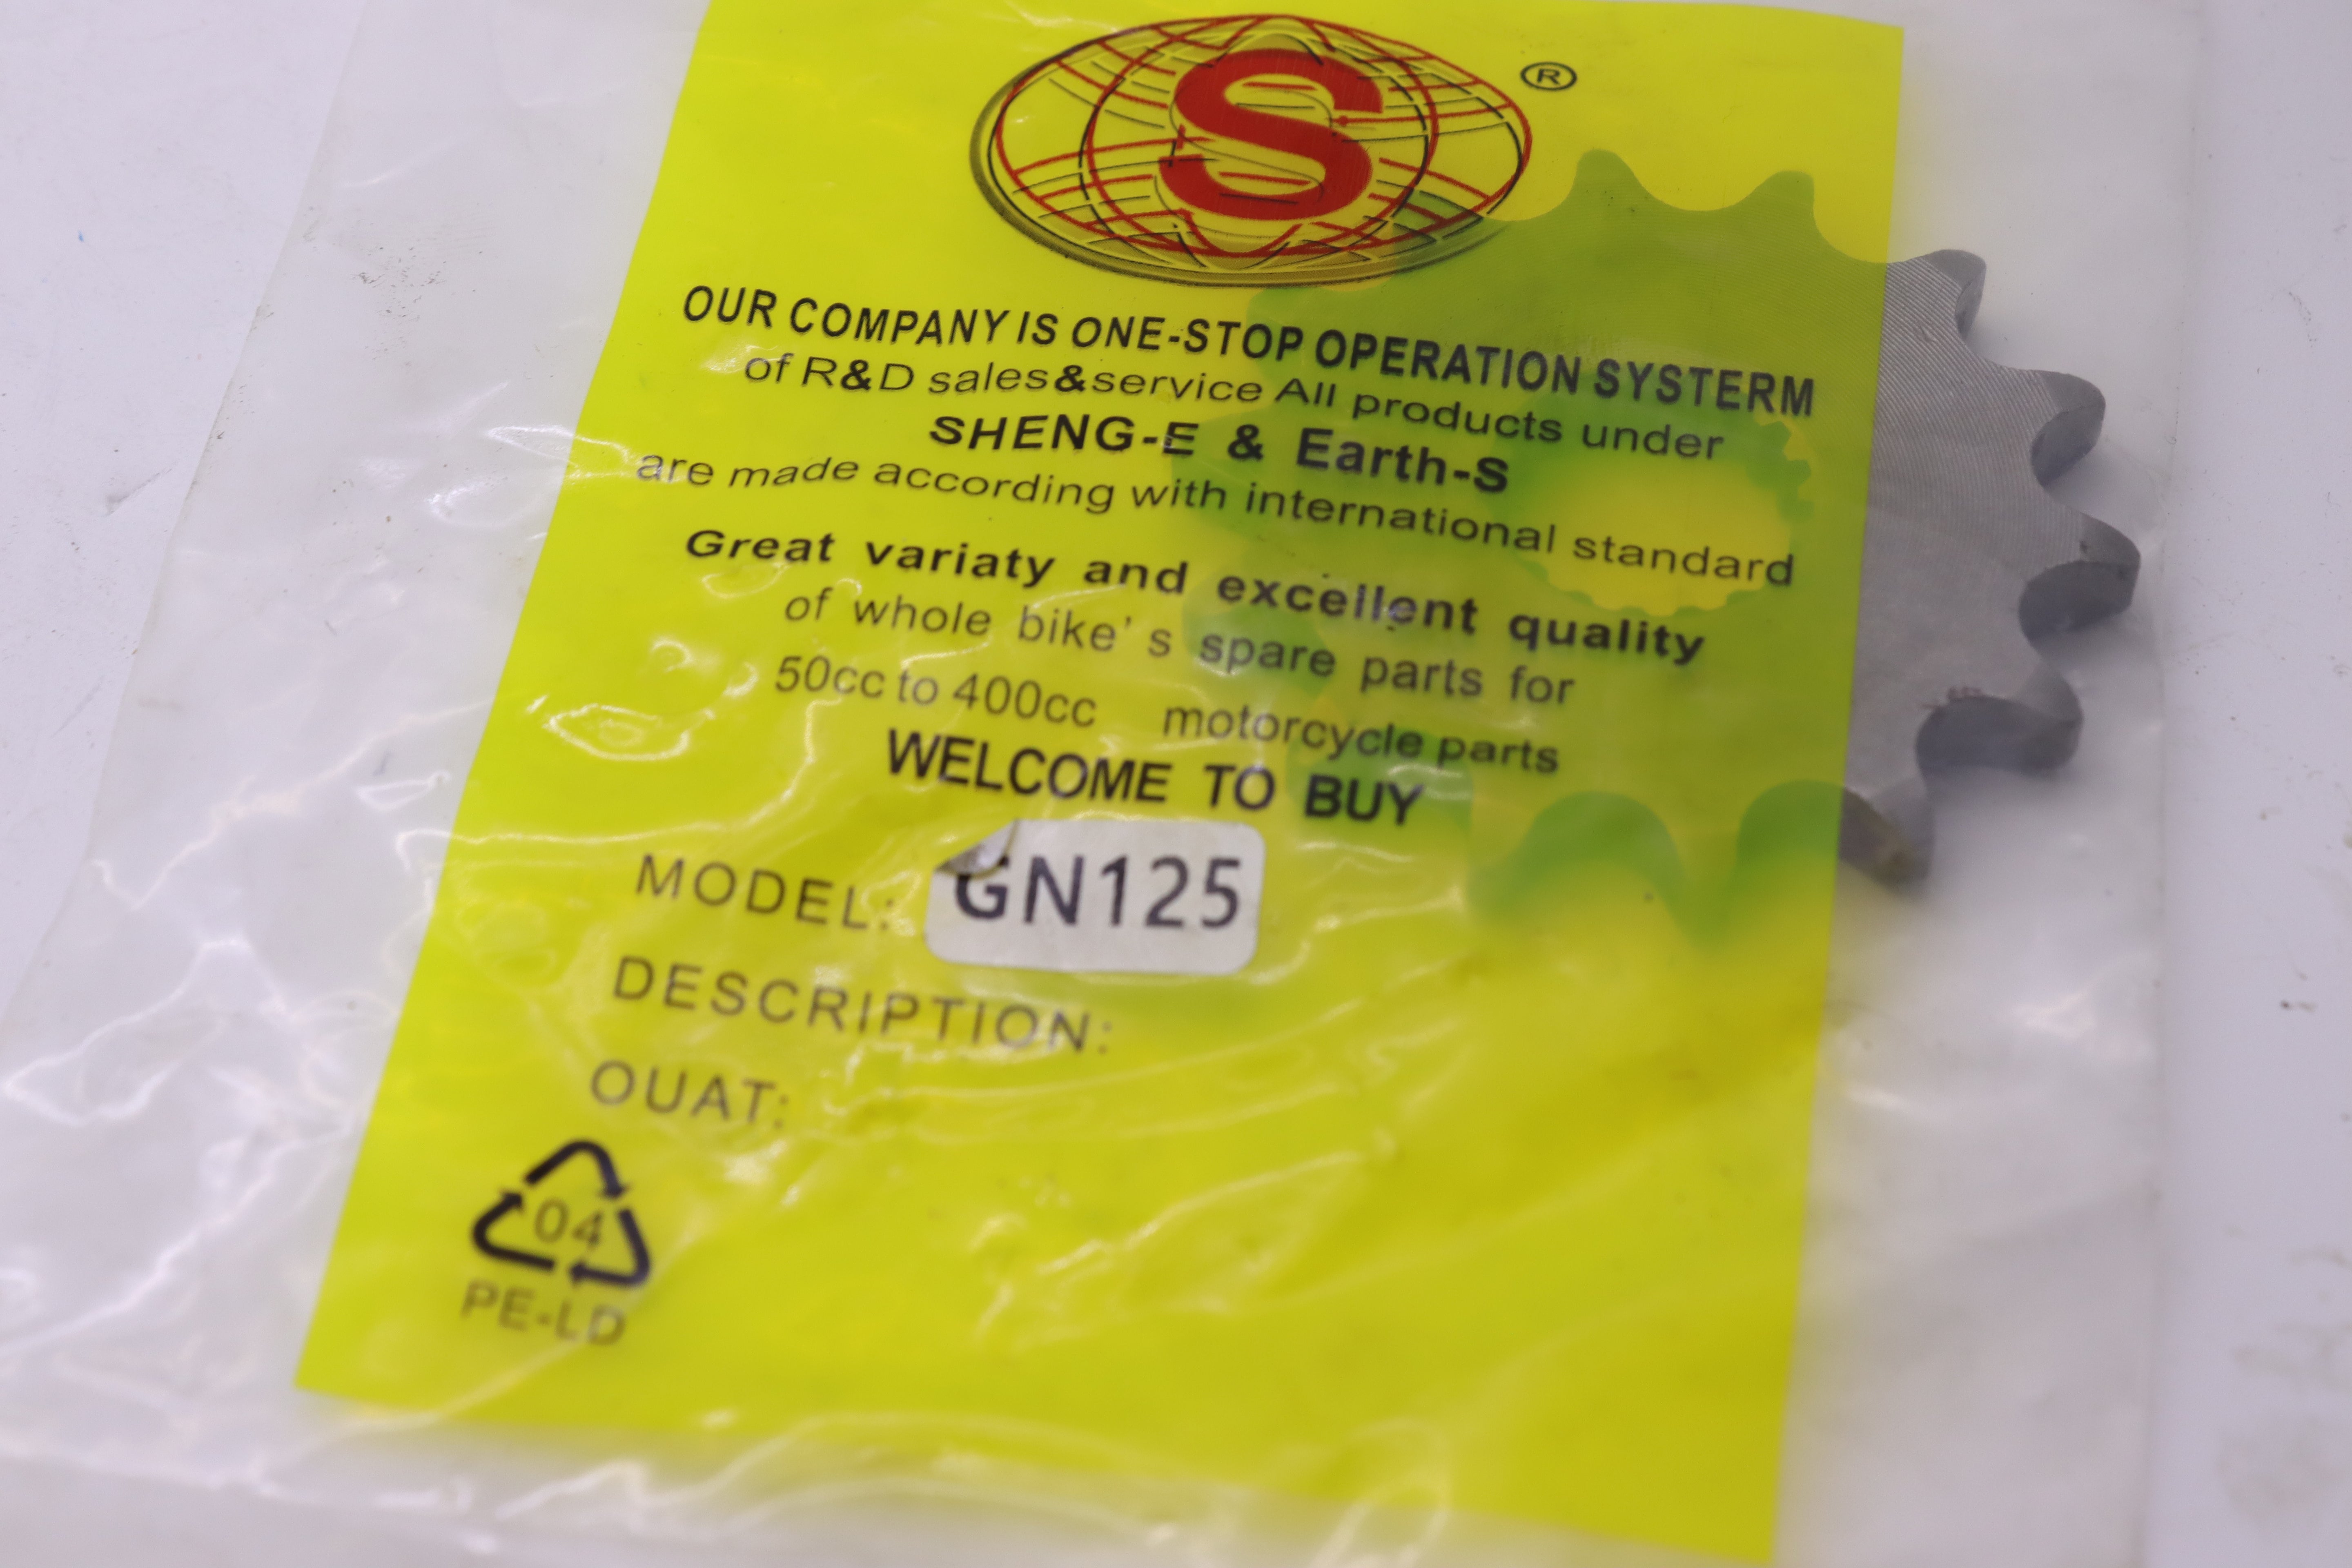 S ®
OUR COMPANY IS ONE-STOP OPERATION SYSTERM
of R&D sales&service All products under
SHENG-E & Earth-S
are made according with international standard
Great variaty and excellent quality
of whole bike's spare parts for
50cc to 400cc motorcycle parts
WELCOME TO BUY
MODEL: GN125
DESCRIPTION:
OUAT:
04
PE-LD